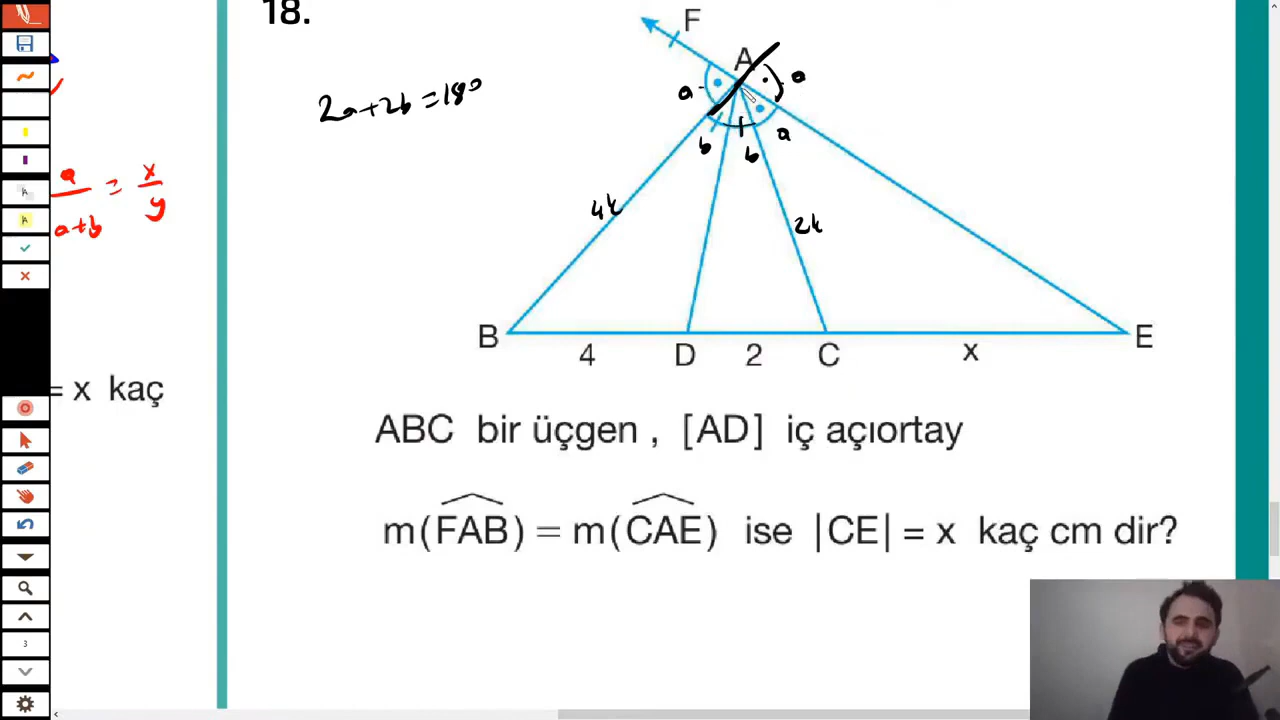 18.
F
A
a
a
2a+2b=180
b
b
a
a/a+b = x/y
4k
2k
B
D
C
E
4
2
x
= x kaç
ABC bir üçgen , [AD] iç açıortay
m(FAB) = m(CAE) ise |CE| = x kaç cm dir?
3